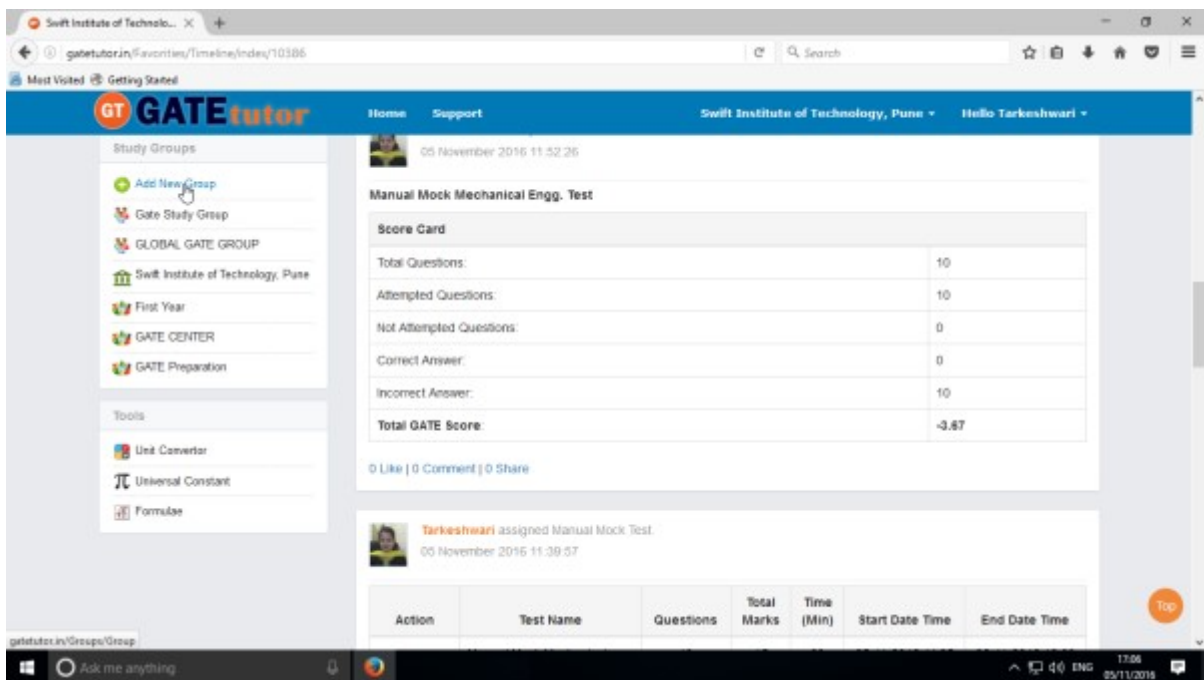 Swift Institute of Technolo...
gatetutor.in/Favorities/Timeline/Index/10386
Search
Most Visited Getting Started
GT GATEtutor
Home Support Swift Institute of Technology, Pune Hello Tarkeshwari
Study Groups
Add New Group
Gate Study Group
GLOBAL GATE GROUP
Swift Institute of Technology, Pune
First Year
GATE CENTER
GATE Preparation
Tools
Unit Convertor
Universal Constant
Formulae
05 November 2016 11:52:26
Manual Mock Mechanical Engg. Test
Score Card
Total Questions: 10
Attempted Questions: 10
Not Attempted Questions: 0
Correct Answer: 0
Incorrect Answer: 10
Total GATE Score: -3.67
0 Like | 0 Comment | 0 Share
Tarkeshwari assigned Manual Mock Test.
05 November 2016 11:39:57
Action Test Name Questions Total Marks Time (Min) Start Date Time End Date Time
Top
gatetutor.in/Groups/Group
Ask me anything
ENG
17:06
05/11/2016